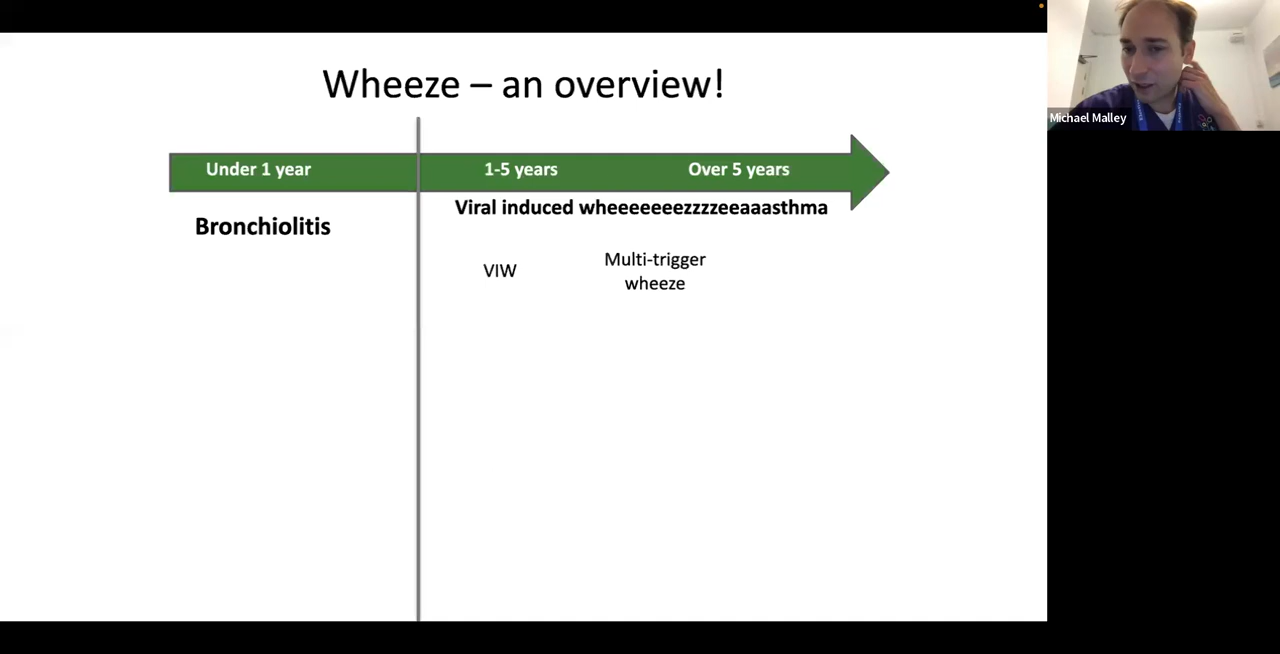 Wheeze – an overview!
Under 1 year
1-5 years
Over 5 years
Bronchiolitis
Viral induced wheeeeeeezzzzeeaaasthma
VIW
Multi-trigger
wheeze
Michael Malley